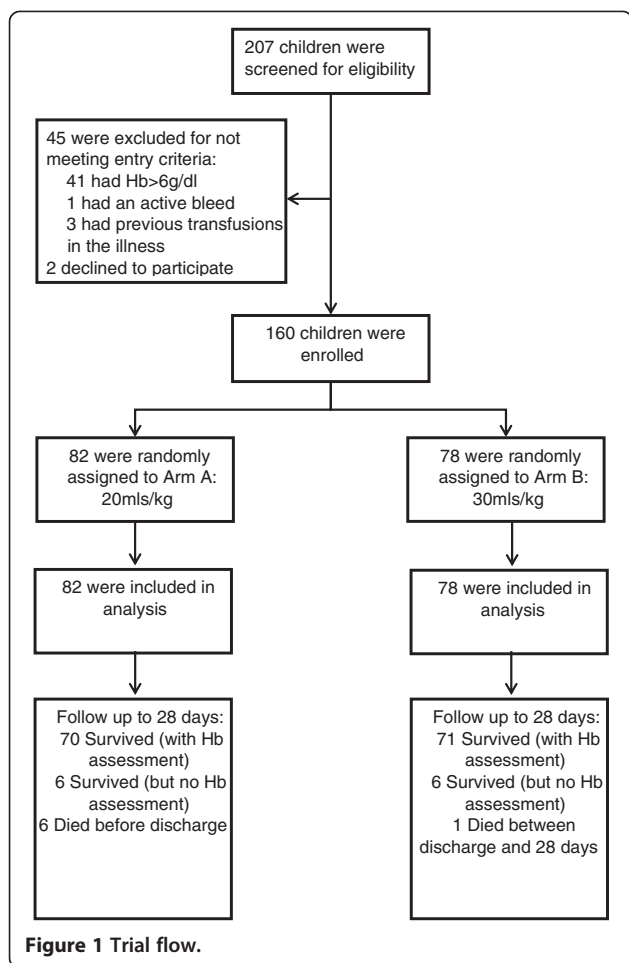 207 children were
screened for eligibility
45 were excluded for not
meeting entry criteria:
41 had Hb>6g/dl
1 had an active bleed
3 had previous transfusions
in the illness
2 declined to participate
160 children were
enrolled
82 were randomly
assigned to Arm A:
20mls/kg
78 were randomly
assigned to Arm B:
30mls/kg
82 were included in
analysis
78 were included in
analysis
Follow up to 28 days:
70 Survived (with Hb
assessment)
6 Survived (but no Hb
assessment)
6 Died before discharge
Follow up to 28 days:
71 Survived (with Hb
assessment)
6 Survived (but no Hb
assessment)
1 Died between
discharge and 28 days
Figure 1 Trial flow.